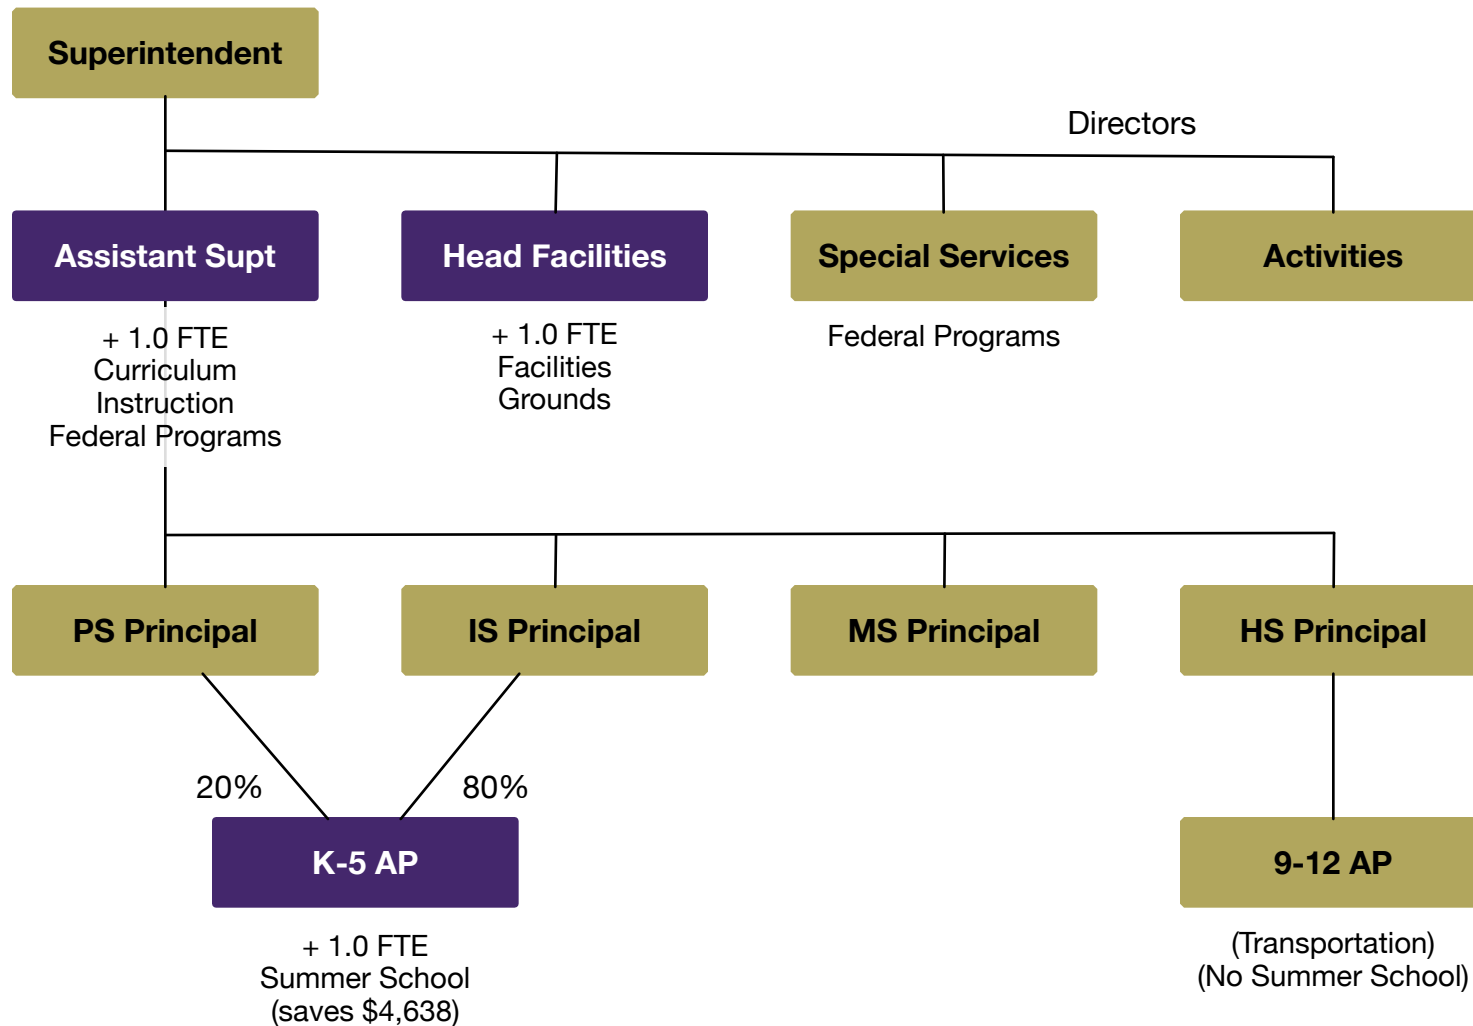 Superintendent
Directors
Assistant Supt
Head Facilities
Special Services
Activities
+ 1.0 FTE
Curriculum
Instruction
Federal Programs
+ 1.0 FTE
Facilities
Grounds
Federal Programs
PS Principal
IS Principal
MS Principal
HS Principal
20%
80%
K-5 AP
9-12 AP
+ 1.0 FTE
Summer School
(saves $4,638)
(Transportation)
(No Summer School)